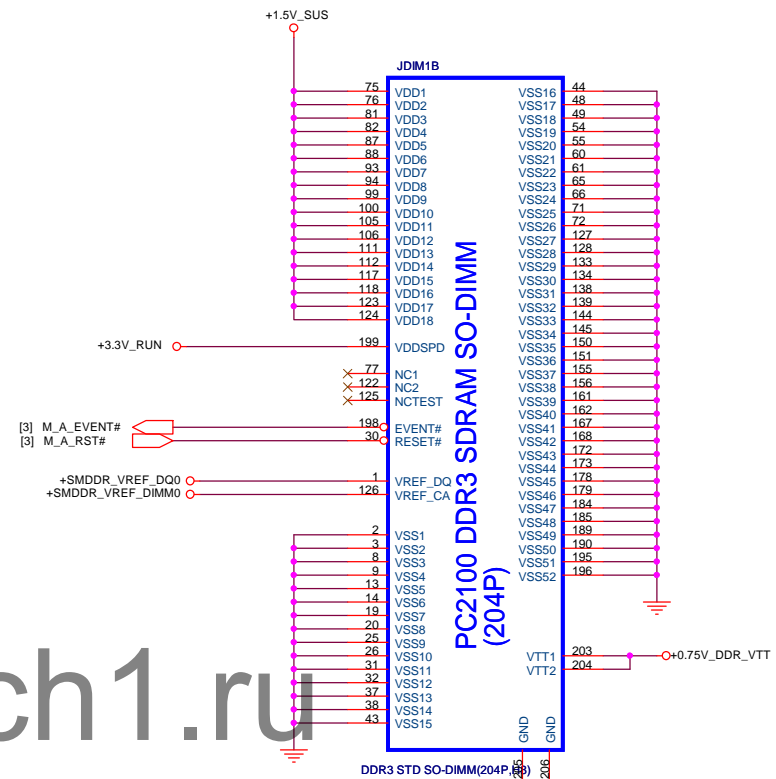 +1.5V_SUS
JDIM1B
75 VDD1 VSS16 44
76 VDD2 VSS17 48
81 VDD3 VSS18 49
82 VDD4 VSS19 54
87 VDD5 VSS20 55
88 VDD6 VSS21 60
93 VDD7 VSS22 61
94 VDD8 VSS23 65
99 VDD9 VSS24 66
100 VDD10 VSS25 71
105 VDD11 VSS26 72
106 VDD12 VSS27 127
111 VDD13 VSS28 128
112 VDD14 VSS29 133
117 VDD15 VSS30 134
118 VDD16 VSS31 138
123 VDD17 VSS32 139
124 VDD18 VSS33 144
VSS34 145
+3.3V_RUN 199 VDDSPD VSS35 150
VSS36 151
77 NC1 VSS37 155
122 NC2 VSS38 156
125 NCTEST VSS39 161
VSS40 162
[3] M_A_EVENT# 198 EVENT# VSS41 167
[3] M_A_RST# 30 RESET# VSS42 168
VSS43 172
VSS44 173
+SMDDR_VREF_DQ0 1 VREF_DQ VSS45 178
+SMDDR_VREF_DIMM0 126 VREF_CA VSS46 179
VSS47 184
VSS48 185
2 VSS1 VSS49 189
3 VSS2 VSS50 190
8 VSS3 VSS51 195
9 VSS4 VSS52 196
13 VSS5
14 VSS6
19 VSS7
20 VSS8
25 VSS9
26 VSS10 VTT1 203 +0.75V_DDR_VTT
31 VSS11 VTT2 204
32 VSS12
37 VSS13
38 VSS14
43 VSS15
PC2100 DDR3 SDRAM SO-DIMM
(204P)
GND GND
206
DDR3 STD SO-DIMM(204P,
ch1.ru